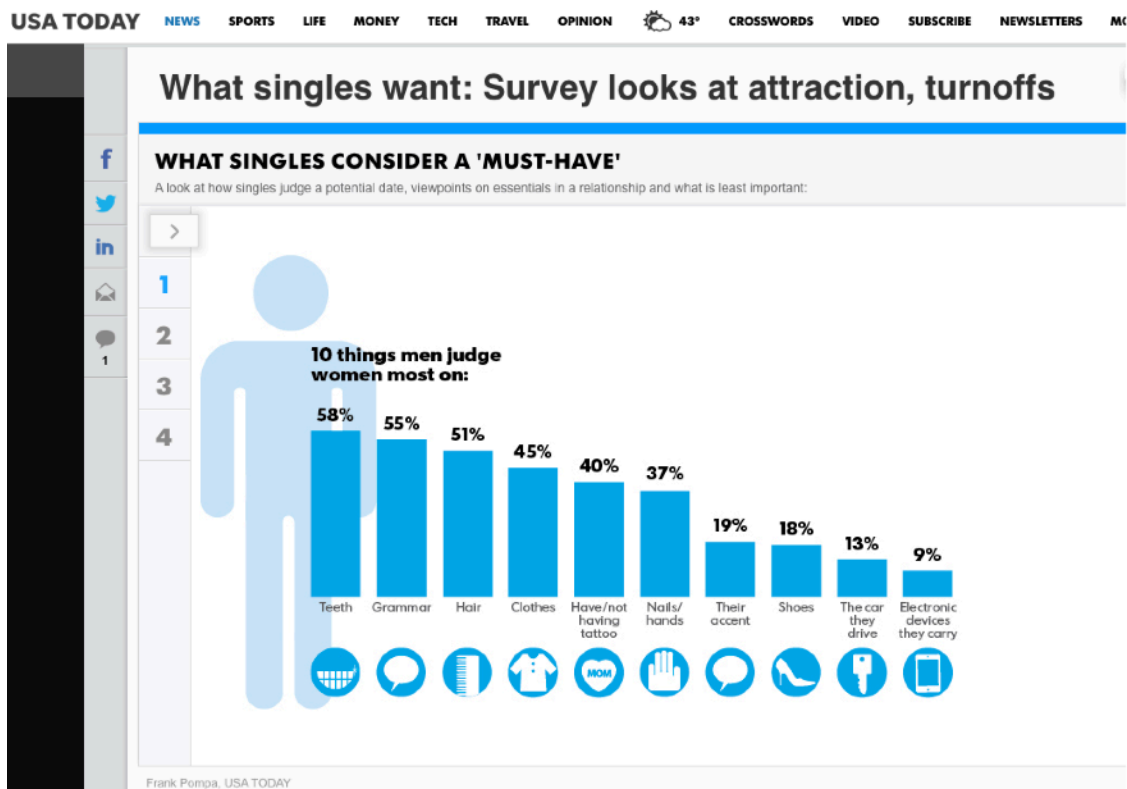 USA TODAY NEWS SPORTS LIFE MONEY TECH TRAVEL OPINION 43° CROSSWORDS VIDEO SUBSCRIBE NEWSLETTERS
What singles want: Survey looks at attraction, turnoffs
WHAT SINGLES CONSIDER A 'MUST-HAVE'
A look at how singles judge a potential date, viewpoints on essentials in a relationship and what is least important:
f
in
1
1
2
3
4
10 things men judge
women most on:
58% 55% 51% 45% 40% 37% 19% 18% 13% 9%
Teeth Grammar Hair Clothes Have/not Nails/ Their Shoes The car Electronic
having hands accent they devices
tattoo drive they carry
MOM
Frank Pompa, USA TODAY